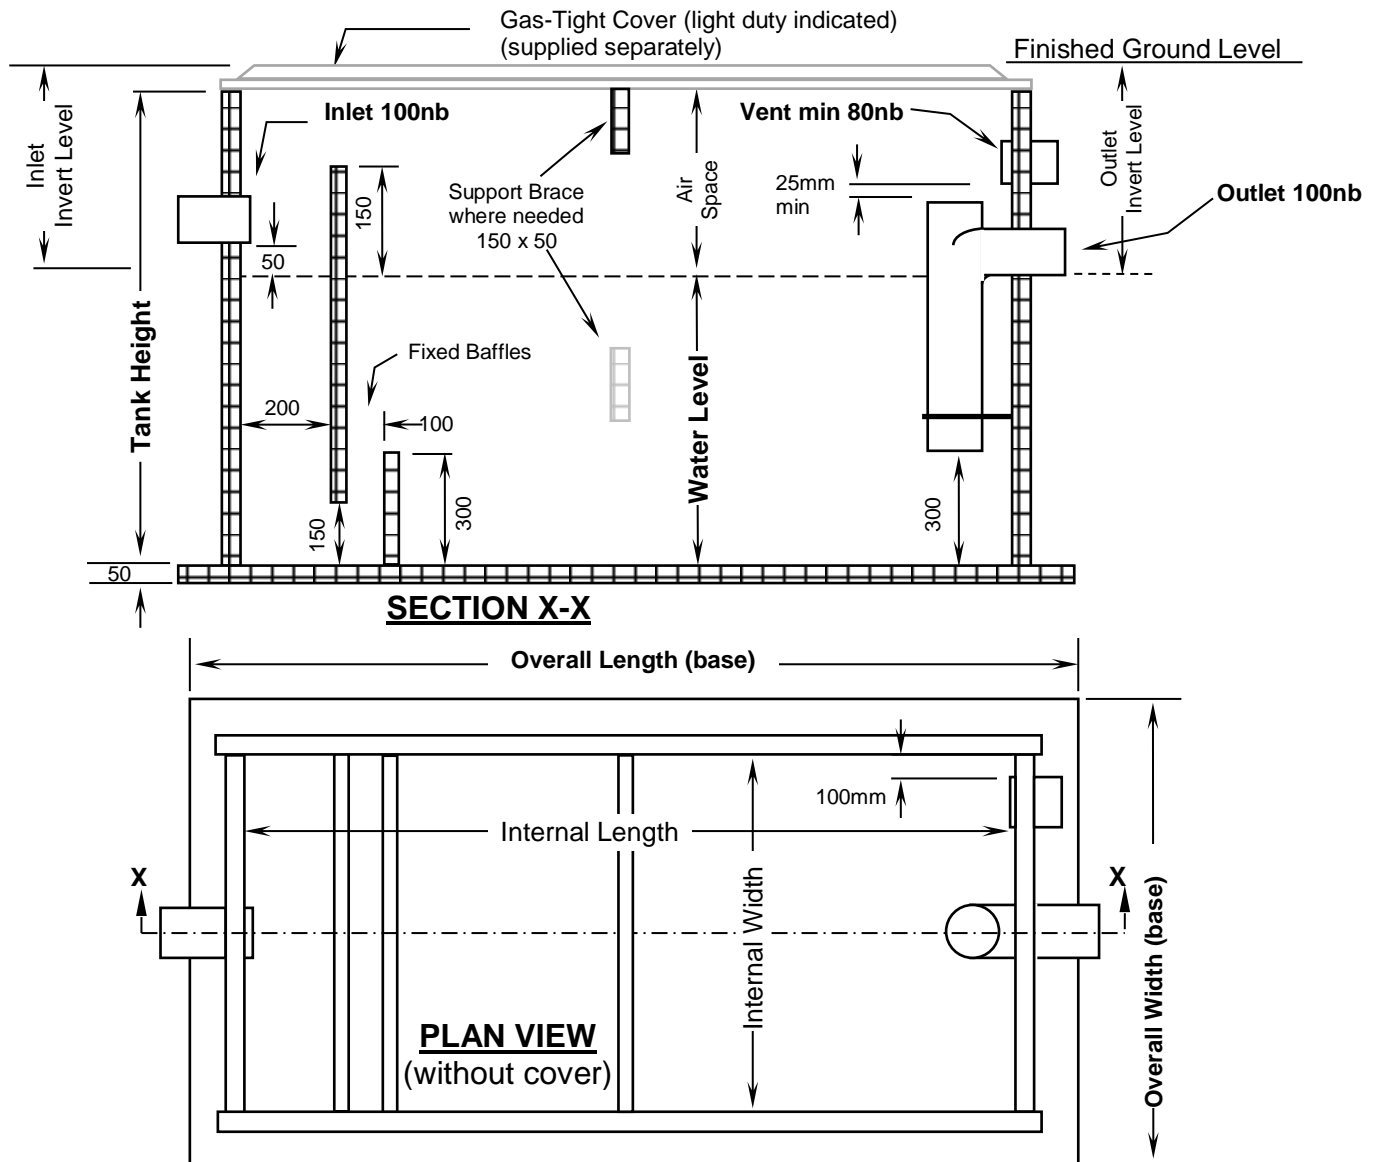 Gas-Tight Cover (light duty indicated)
(supplied separately)
Finished Ground Level
Inlet
Invert Level
Inlet 100nb
Vent min 80nb
Outlet
Invert Level
Air
Space
25mm
min
150
Support Brace
where needed
150 x 50
Outlet 100nb
50
Tank Height
Fixed Baffles
Water Level
200
100
150
300
300
50
SECTION X-X
Overall Length (base)
100mm
Internal Length
Internal Width
X
X
Overall Width (base)
PLAN VIEW
(without cover)